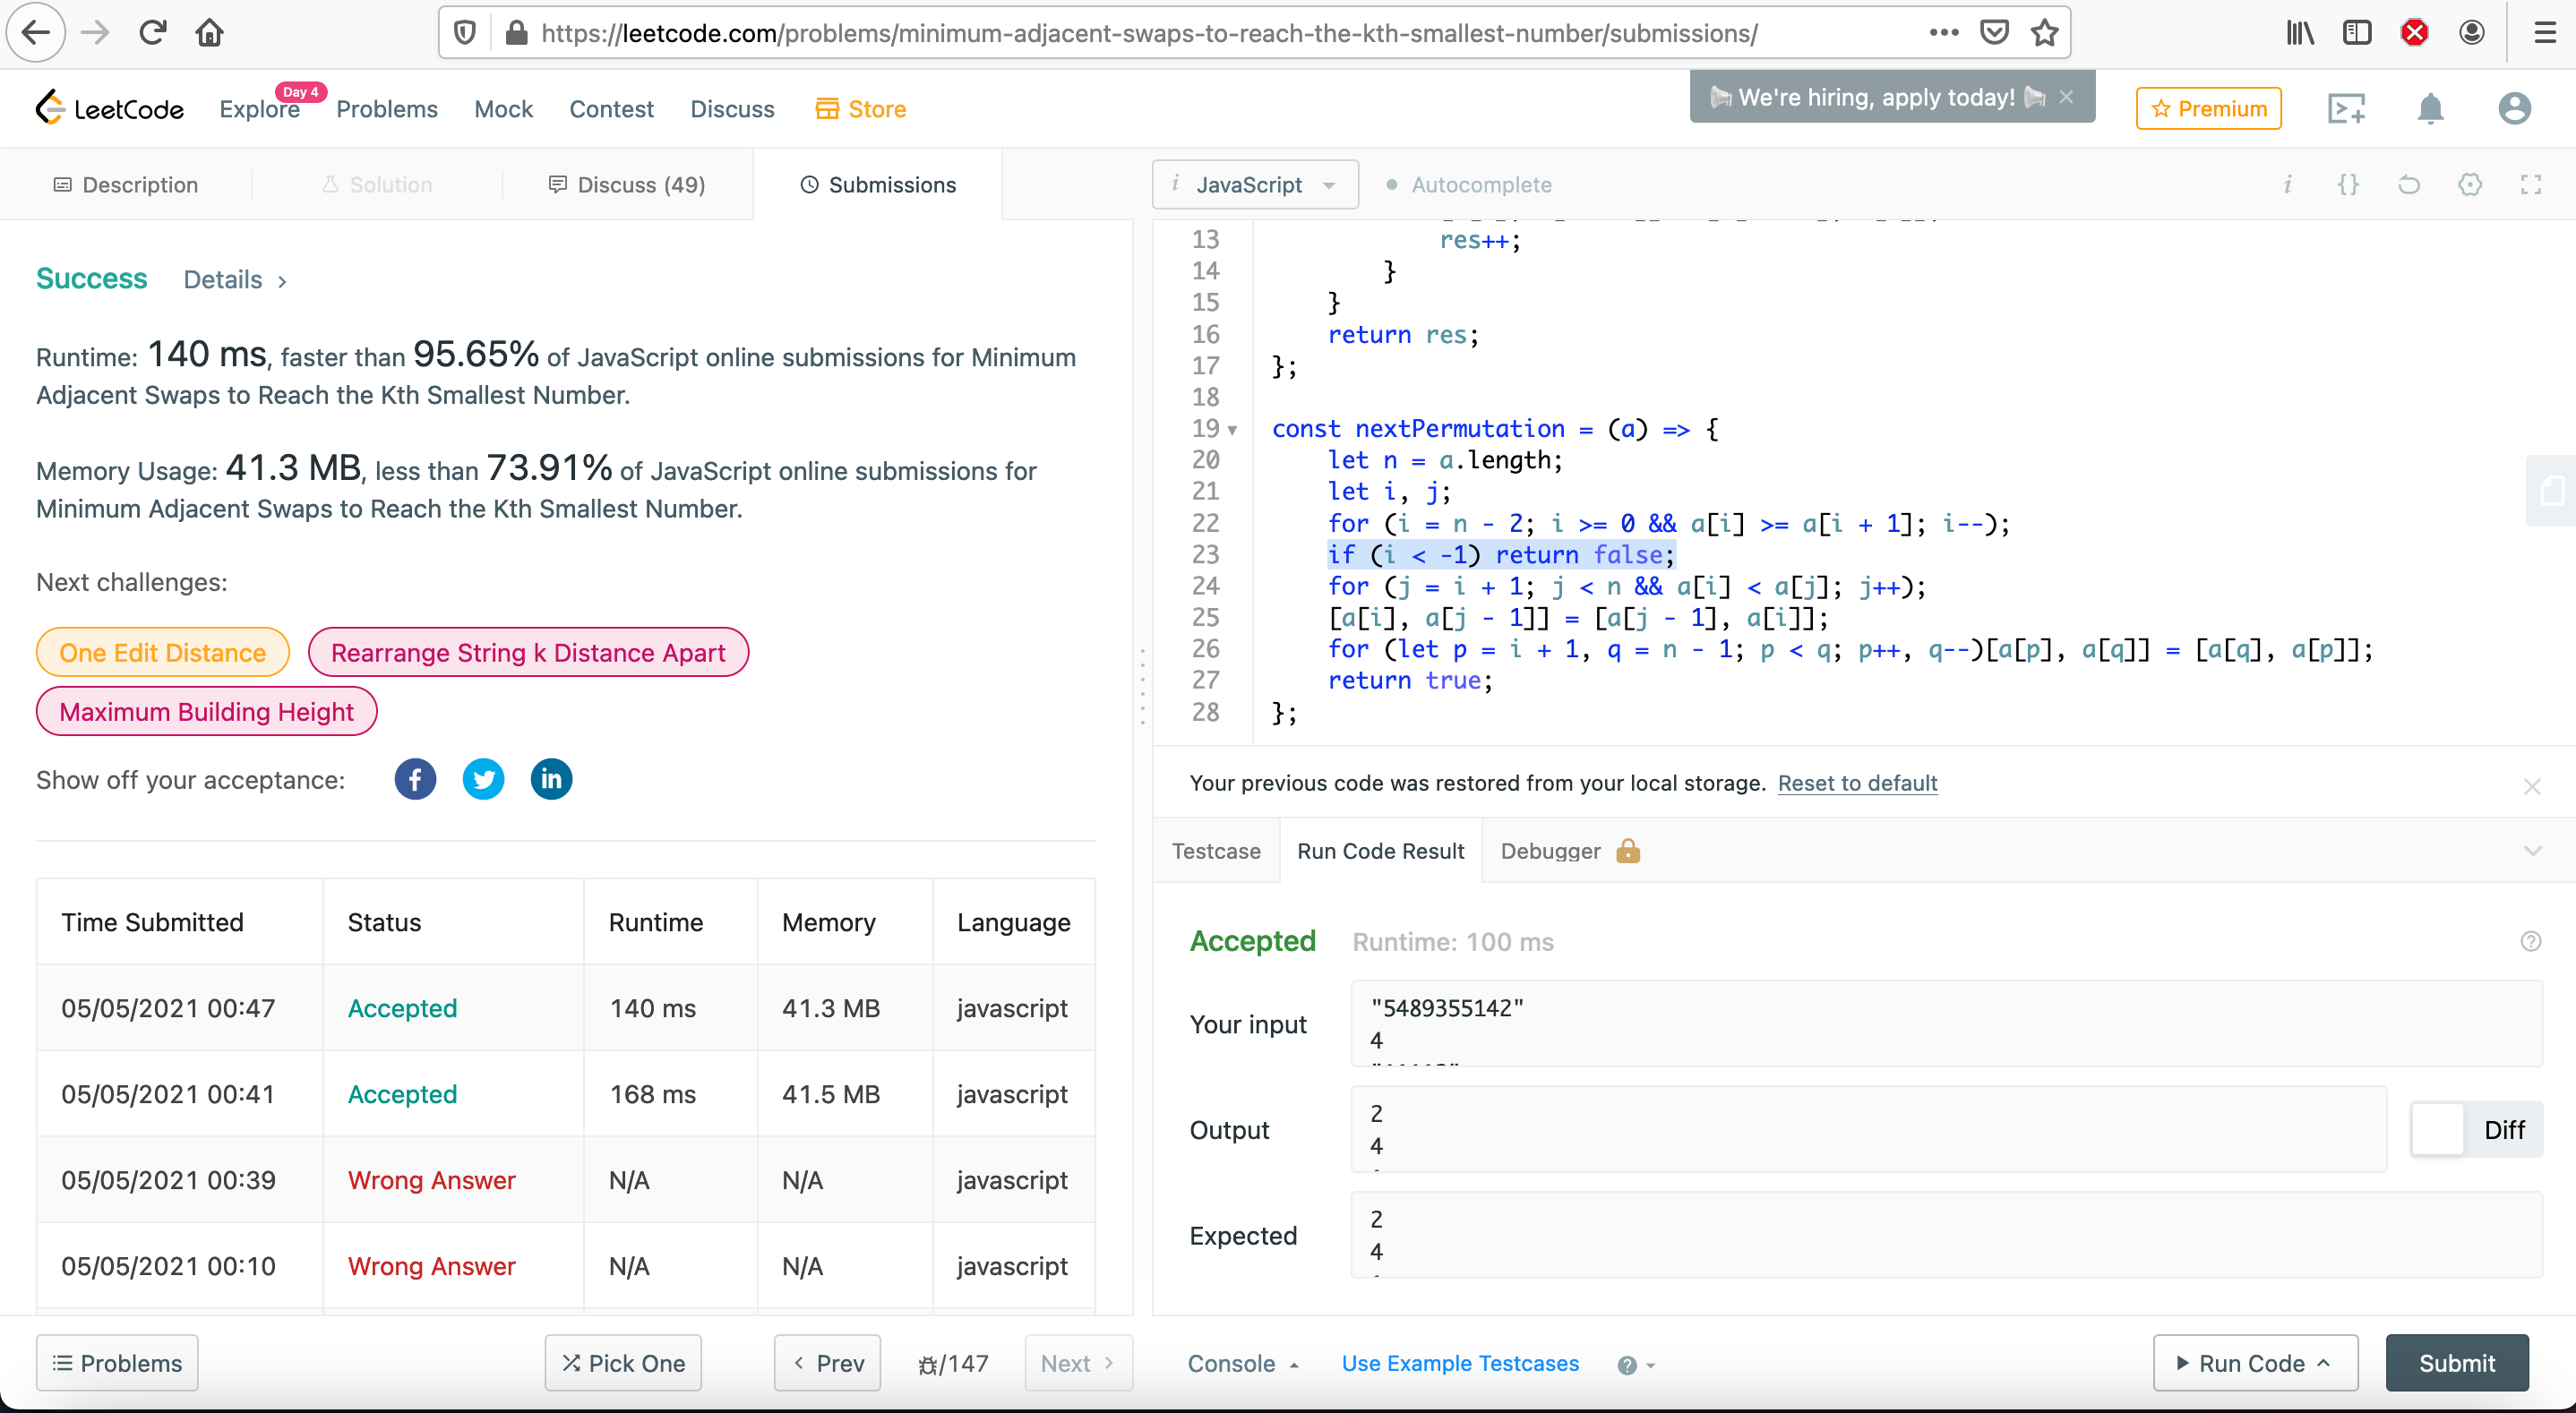 https://leetcode.com/problems/minimum-adjacent-swaps-to-reach-the-kth-smallest-number/submissions/
LeetCode
Explore
Day 4
Problems
Mock
Contest
Discuss
Store
We're hiring, apply today!
Premium
Description
Solution
Discuss (49)
Submissions
Success
Details
Runtime: 140 ms, faster than 95.65% of JavaScript online submissions for Minimum
Adjacent Swaps to Reach the Kth Smallest Number.
Memory Usage: 41.3 MB, less than 73.91% of JavaScript online submissions for
Minimum Adjacent Swaps to Reach the Kth Smallest Number.
Next challenges:
One Edit Distance
Rearrange String k Distance Apart
Maximum Building Height
Show off your acceptance:
Time Submitted Status Runtime Memory Language
05/05/2021 00:47 Accepted 140 ms 41.3 MB javascript
05/05/2021 00:41 Accepted 168 ms 41.5 MB javascript
05/05/2021 00:39 Wrong Answer N/A N/A javascript
05/05/2021 00:10 Wrong Answer N/A N/A javascript
Problems
Pick One
Prev
/147
Next
i JavaScript
Autocomplete
13 res++;
14 }
15 }
16 return res;
17 };
18
19 const nextPermutation = (a) => {
20 let n = a.length;
21 let i, j;
22 for (i = n - 2; i >= 0 && a[i] >= a[i + 1]; i--);
23 if (i < -1) return false;
24 for (j = i + 1; j < n && a[i] < a[j]; j++);
25 [a[i], a[j - 1]] = [a[j - 1], a[i]];
26 for (let p = i + 1, q = n - 1; p < q; p++, q--)[a[p], a[q]] = [a[q], a[p]];
27 return true;
28 };
Your previous code was restored from your local storage. Reset to default
Testcase
Run Code Result
Debugger
Accepted
Runtime: 100 ms
Your input
"5489355142"
4
Output
2
4
Diff
Expected
2
4
Console
Use Example Testcases
Run Code
Submit